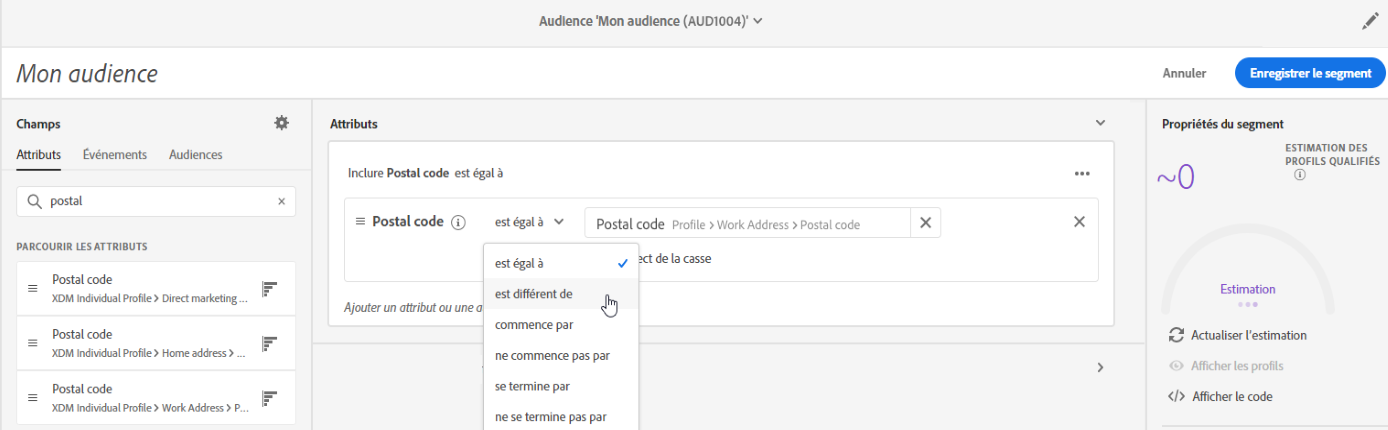 Audience 'Mon audience (AUD1004)'
Mon audience
Annuler
Enregistrer le segment
Champs
Attributs Événements Audiences
postal
PARCOURIR LES ATTRIBUTS
Postal code
XDM Individual Profile > Direct marketing ...
Postal code
XDM Individual Profile > Home address > ...
Postal code
XDM Individual Profile > Work Address > P...
Attributs
Inclure Postal code est égal à
Postal code est égal à Postal code Profile > Work Address > Postal code
est égal à
de la casse
est différent de
Ajouter un attribut ou une
commence par
ne commence pas par
se termine par
ne se termine pas par
Propriétés du segment
~0
ESTIMATION DES
PROFILS QUALIFIÉS
Estimation
Actualiser l'estimation
Afficher les profils
Afficher le code